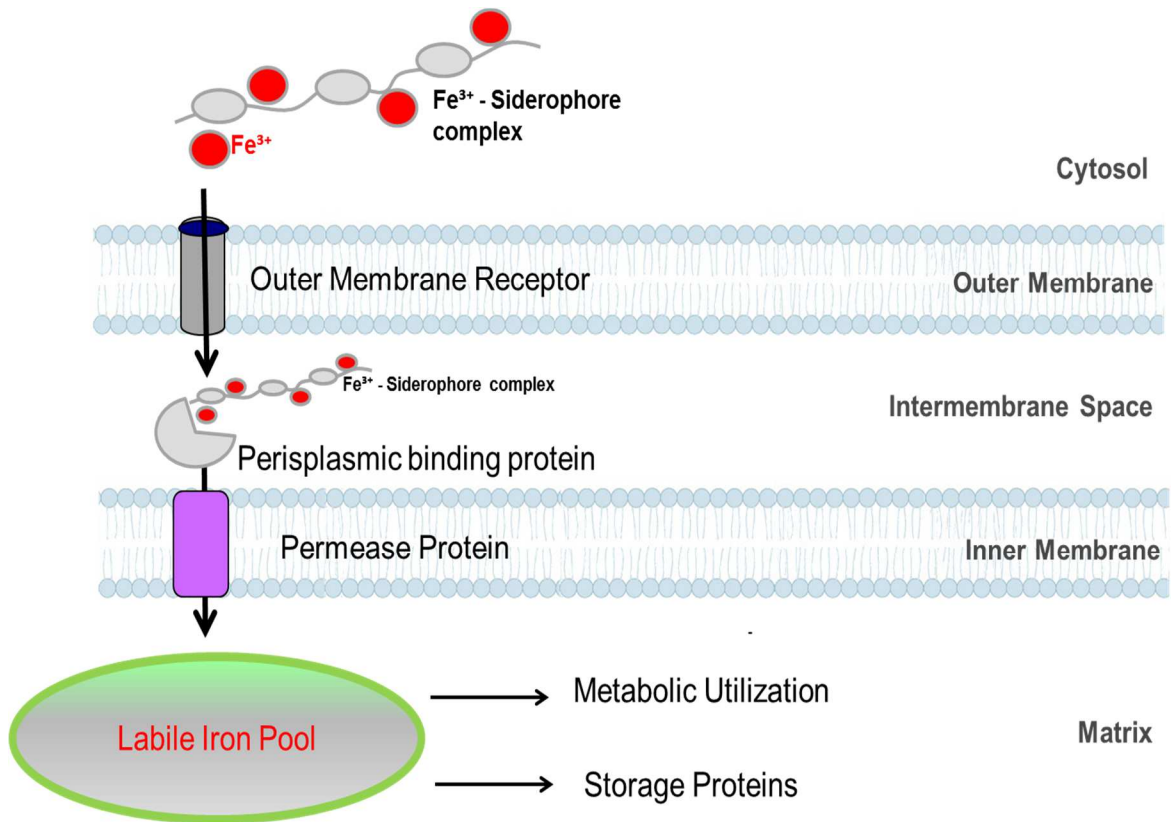 Fe³⁺ - Siderophore
complex
Fe³⁺
Cytosol
Outer Membrane Receptor
Outer Membrane
Fe³⁺ - Siderophore complex
Intermembrane Space
Perisplasmic binding protein
Permease Protein
Inner Membrane
Labile Iron Pool
Metabolic Utilization
Matrix
Storage Proteins